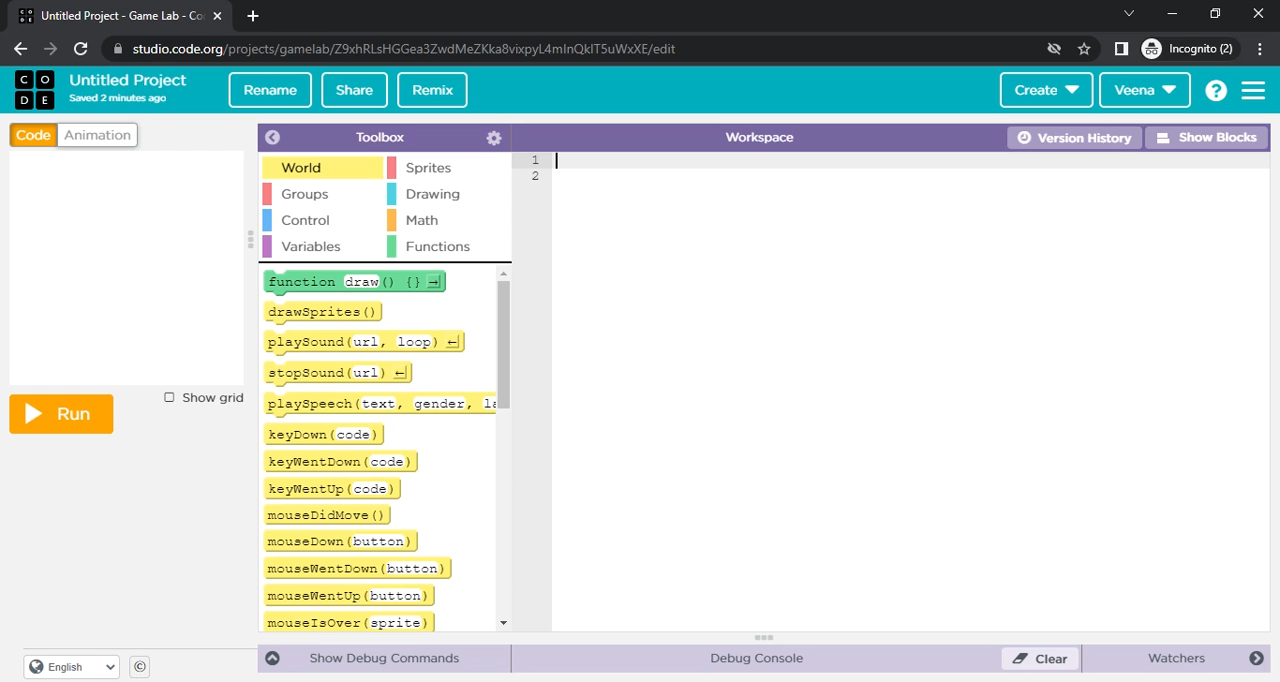 Untitled Project - Game Lab - Co
studio.code.org/projects/gamelab/Z9xhRLsHGGea3ZwdMeZKka8vixpyL4mInQkIT5uWxXE/edit
Incognito (2)
C O D E
Untitled Project
Saved 2 minutes ago
Rename
Share
Remix
Create
Veena
?
Code
Animation
Toolbox
Workspace
Version History
Show Blocks
World
Sprites
Groups
Drawing
Control
Math
Variables
Functions
1
2
function draw() {}
drawSprites()
playSound(url, loop)
stopSound(url)
playSpeech(text, gender, la
keyDown(code)
keyWentDown(code)
keyWentUp(code)
mouseDidMove()
mouseDown(button)
mouseWentDown(button)
mouseWentUp(button)
mouseIsOver(sprite)
Show grid
Run
English
©
Show Debug Commands
Debug Console
Clear
Watchers